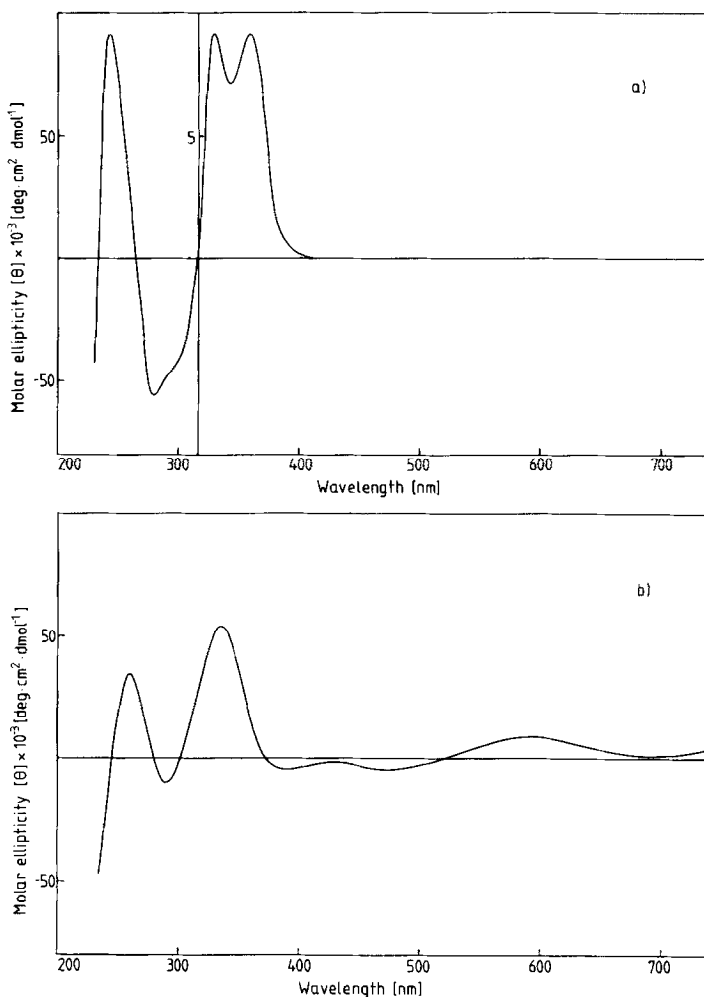 a)
50
5
-50
Molar ellipticity [θ] × 10⁻³ [deg·cm² dmol⁻¹]
200 300 400 500 600 700
Wavelength [nm]
b)
50
-50
Molar ellipticity [θ] × 10⁻³ [deg·cm²·dmol⁻¹]
200 300 400 500 600 700
Wavelength [nm]